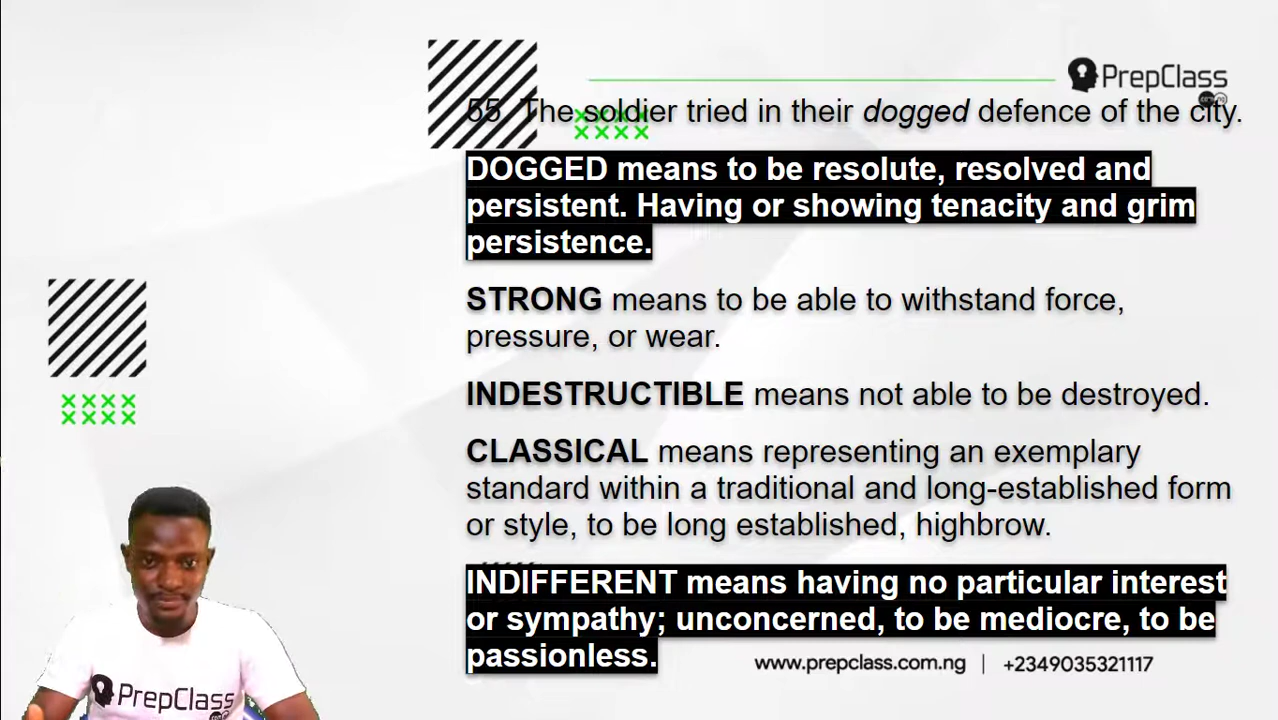 PrepClass
55. The soldier tried in their dogged defence of the city.
DOGGED means to be resolute, resolved and
persistent. Having or showing tenacity and grim
persistence.
STRONG means to be able to withstand force,
pressure, or wear.
INDESTRUCTIBLE means not able to be destroyed.
CLASSICAL means representing an exemplary
standard within a traditional and long-established form
or style, to be long established, highbrow.
INDIFFERENT means having no particular interest
or sympathy; unconcerned, to be mediocre, to be
passionless.
www.prepclass.com.ng | +2349035321117
PrepClass